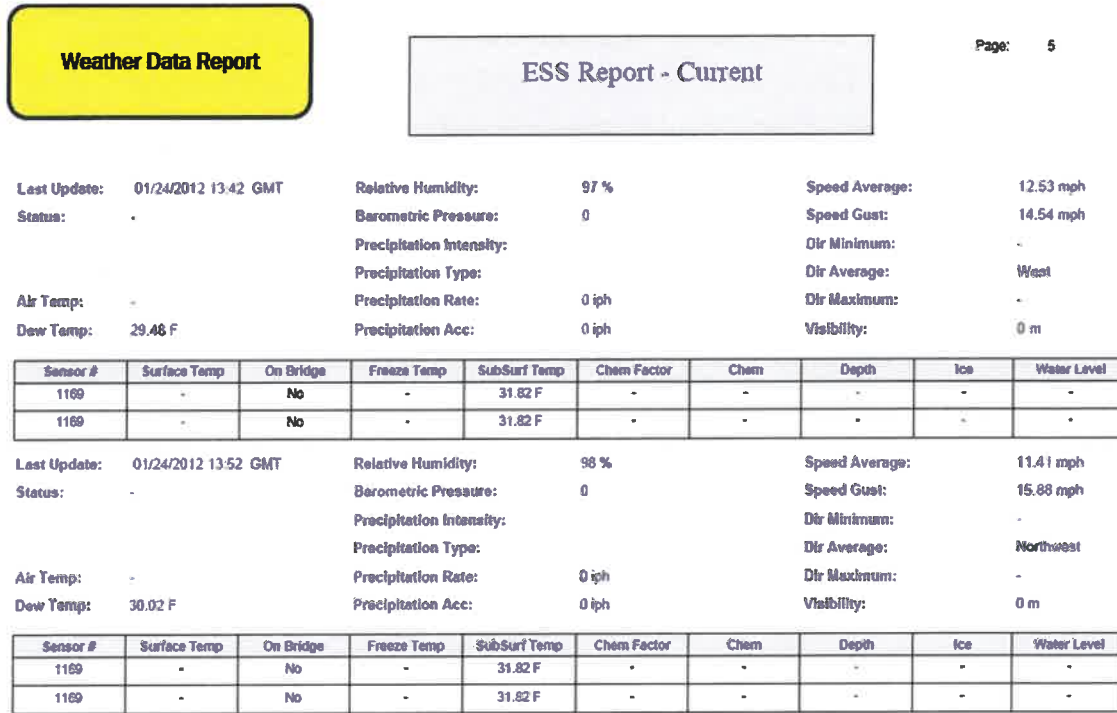 Weather Data Report
ESS Report - Current
Page: 5
Last Update: 01/24/2012 13:42 GMT Relative Humidity: 97 % Speed Average: 12.53 mph
Status: - Barometric Pressure: 0 Speed Gust: 14.54 mph
Precipitation Intensity: Dir Minimum: -
Precipitation Type: Dir Average: West
Air Temp: - Precipitation Rate: 0 iph Dir Maximum: -
Dew Temp: 29.48 F Precipitation Acc: 0 iph Visibility: 0 m
Sensor # Surface Temp On Bridge Freeze Temp SubSurf Temp Chem Factor Chem Depth Ice Water Level
1169 - No - 31.82 F - - - - -
1169 - No - 31.82 F - - - - -
Last Update: 01/24/2012 13:52 GMT Relative Humidity: 98 % Speed Average: 11.41 mph
Status: - Barometric Pressure: 0 Speed Gust: 15.88 mph
Precipitation Intensity: Dir Minimum: -
Precipitation Type: Dir Average: Northwest
Air Temp: - Precipitation Rate: 0 iph Dir Maximum: -
Dew Temp: 30.02 F Precipitation Acc: 0 iph Visibility: 0 m
Sensor # Surface Temp On Bridge Freeze Temp SubSurf Temp Chem Factor Chem Depth Ice Water Level
1169 - No - 31.82 F - - - - -
1169 - No - 31.82 F - - - - -